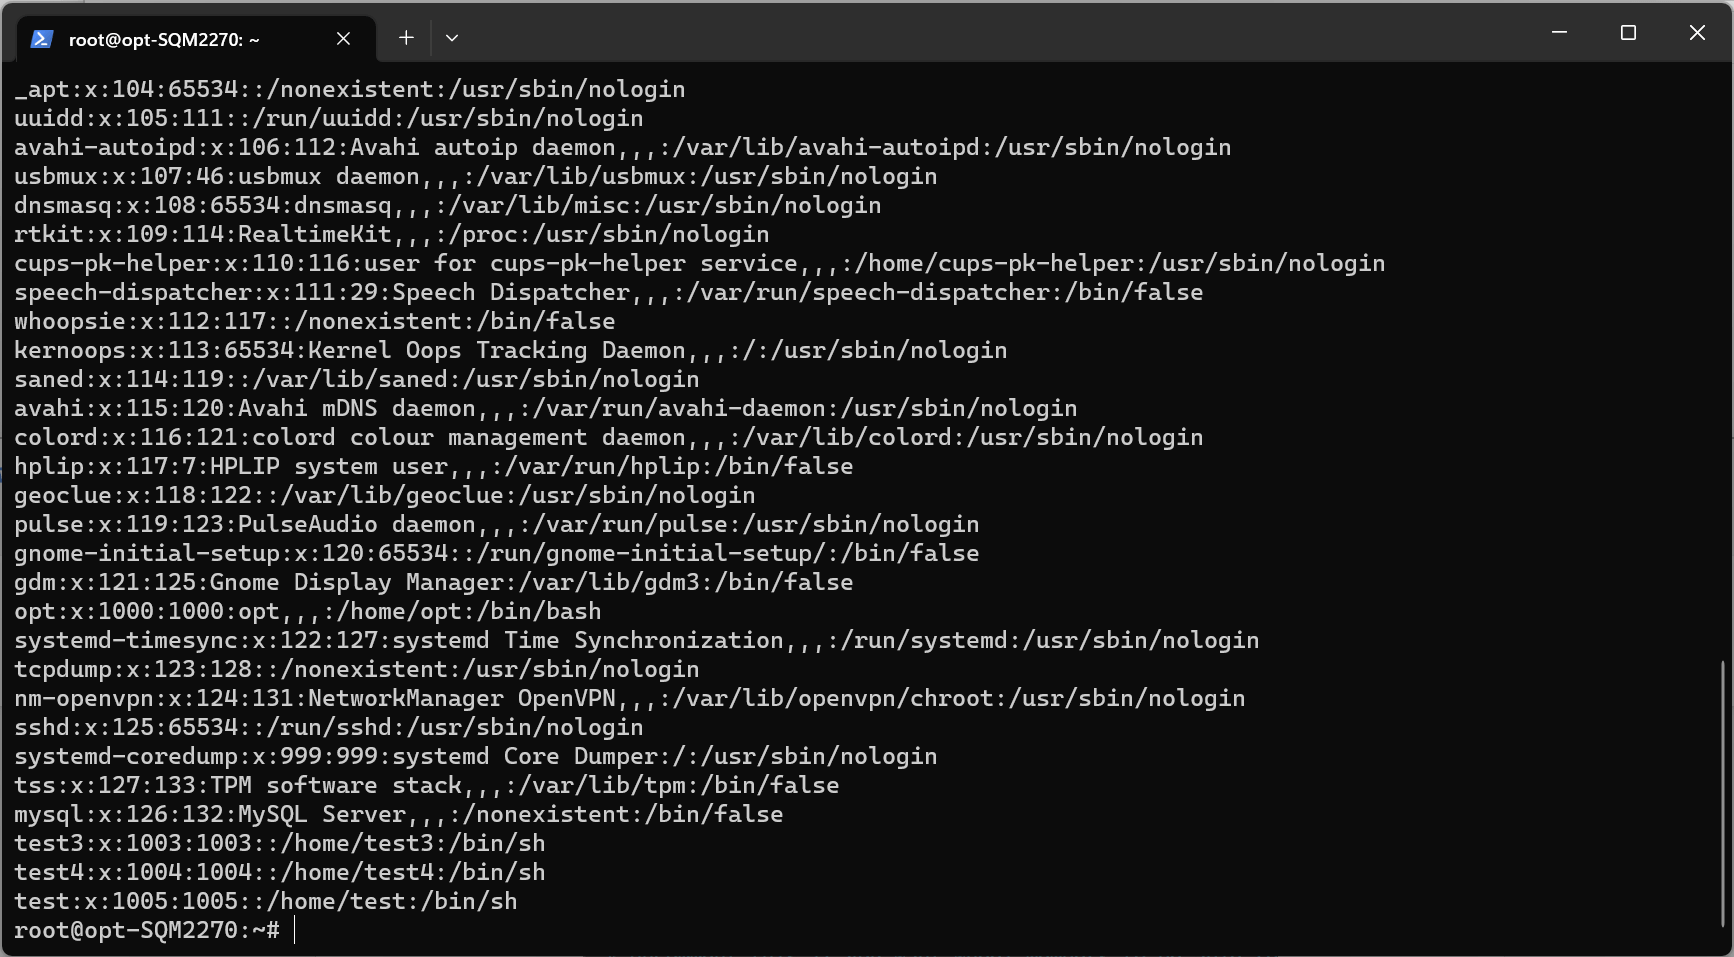 root@opt-SQM2270: ~
_apt:x:104:65534::/nonexistent:/usr/sbin/nologin
uuidd:x:105:111::/run/uuidd:/usr/sbin/nologin
avahi-autoipd:x:106:112:Avahi autoip daemon,,,:/var/lib/avahi-autoipd:/usr/sbin/nologin
usbmux:x:107:46:usbmux daemon,,,:/var/lib/usbmux:/usr/sbin/nologin
dnsmasq:x:108:65534:dnsmasq,,,:/var/lib/misc:/usr/sbin/nologin
rtkit:x:109:114:RealtimeKit,,,:/proc:/usr/sbin/nologin
cups-pk-helper:x:110:116:user for cups-pk-helper service,,,:/home/cups-pk-helper:/usr/sbin/nologin
speech-dispatcher:x:111:29:Speech Dispatcher,,,:/var/run/speech-dispatcher:/bin/false
whoopsie:x:112:117::/nonexistent:/bin/false
kernoops:x:113:65534:Kernel Oops Tracking Daemon,,,:/:/usr/sbin/nologin
saned:x:114:119::/var/lib/saned:/usr/sbin/nologin
avahi:x:115:120:Avahi mDNS daemon,,,:/var/run/avahi-daemon:/usr/sbin/nologin
colord:x:116:121:colord colour management daemon,,,:/var/lib/colord:/usr/sbin/nologin
hplip:x:117:7:HPLIP system user,,,:/var/run/hplip:/bin/false
geoclue:x:118:122::/var/lib/geoclue:/usr/sbin/nologin
pulse:x:119:123:PulseAudio daemon,,,:/var/run/pulse:/usr/sbin/nologin
gnome-initial-setup:x:120:65534::/run/gnome-initial-setup/:/bin/false
gdm:x:121:125:Gnome Display Manager:/var/lib/gdm3:/bin/false
opt:x:1000:1000:opt,,,:/home/opt:/bin/bash
systemd-timesync:x:122:127:systemd Time Synchronization,,,:/run/systemd:/usr/sbin/nologin
tcpdump:x:123:128::/nonexistent:/usr/sbin/nologin
nm-openvpn:x:124:131:NetworkManager OpenVPN,,,:/var/lib/openvpn/chroot:/usr/sbin/nologin
sshd:x:125:65534::/run/sshd:/usr/sbin/nologin
systemd-coredump:x:999:999:systemd Core Dumper:/:/usr/sbin/nologin
tss:x:127:133:TPM software stack,,,:/var/lib/tpm:/bin/false
mysql:x:126:132:MySQL Server,,,:/nonexistent:/bin/false
test3:x:1003:1003::/home/test3:/bin/sh
test4:x:1004:1004::/home/test4:/bin/sh
test:x:1005:1005::/home/test:/bin/sh
root@opt-SQM2270:~#